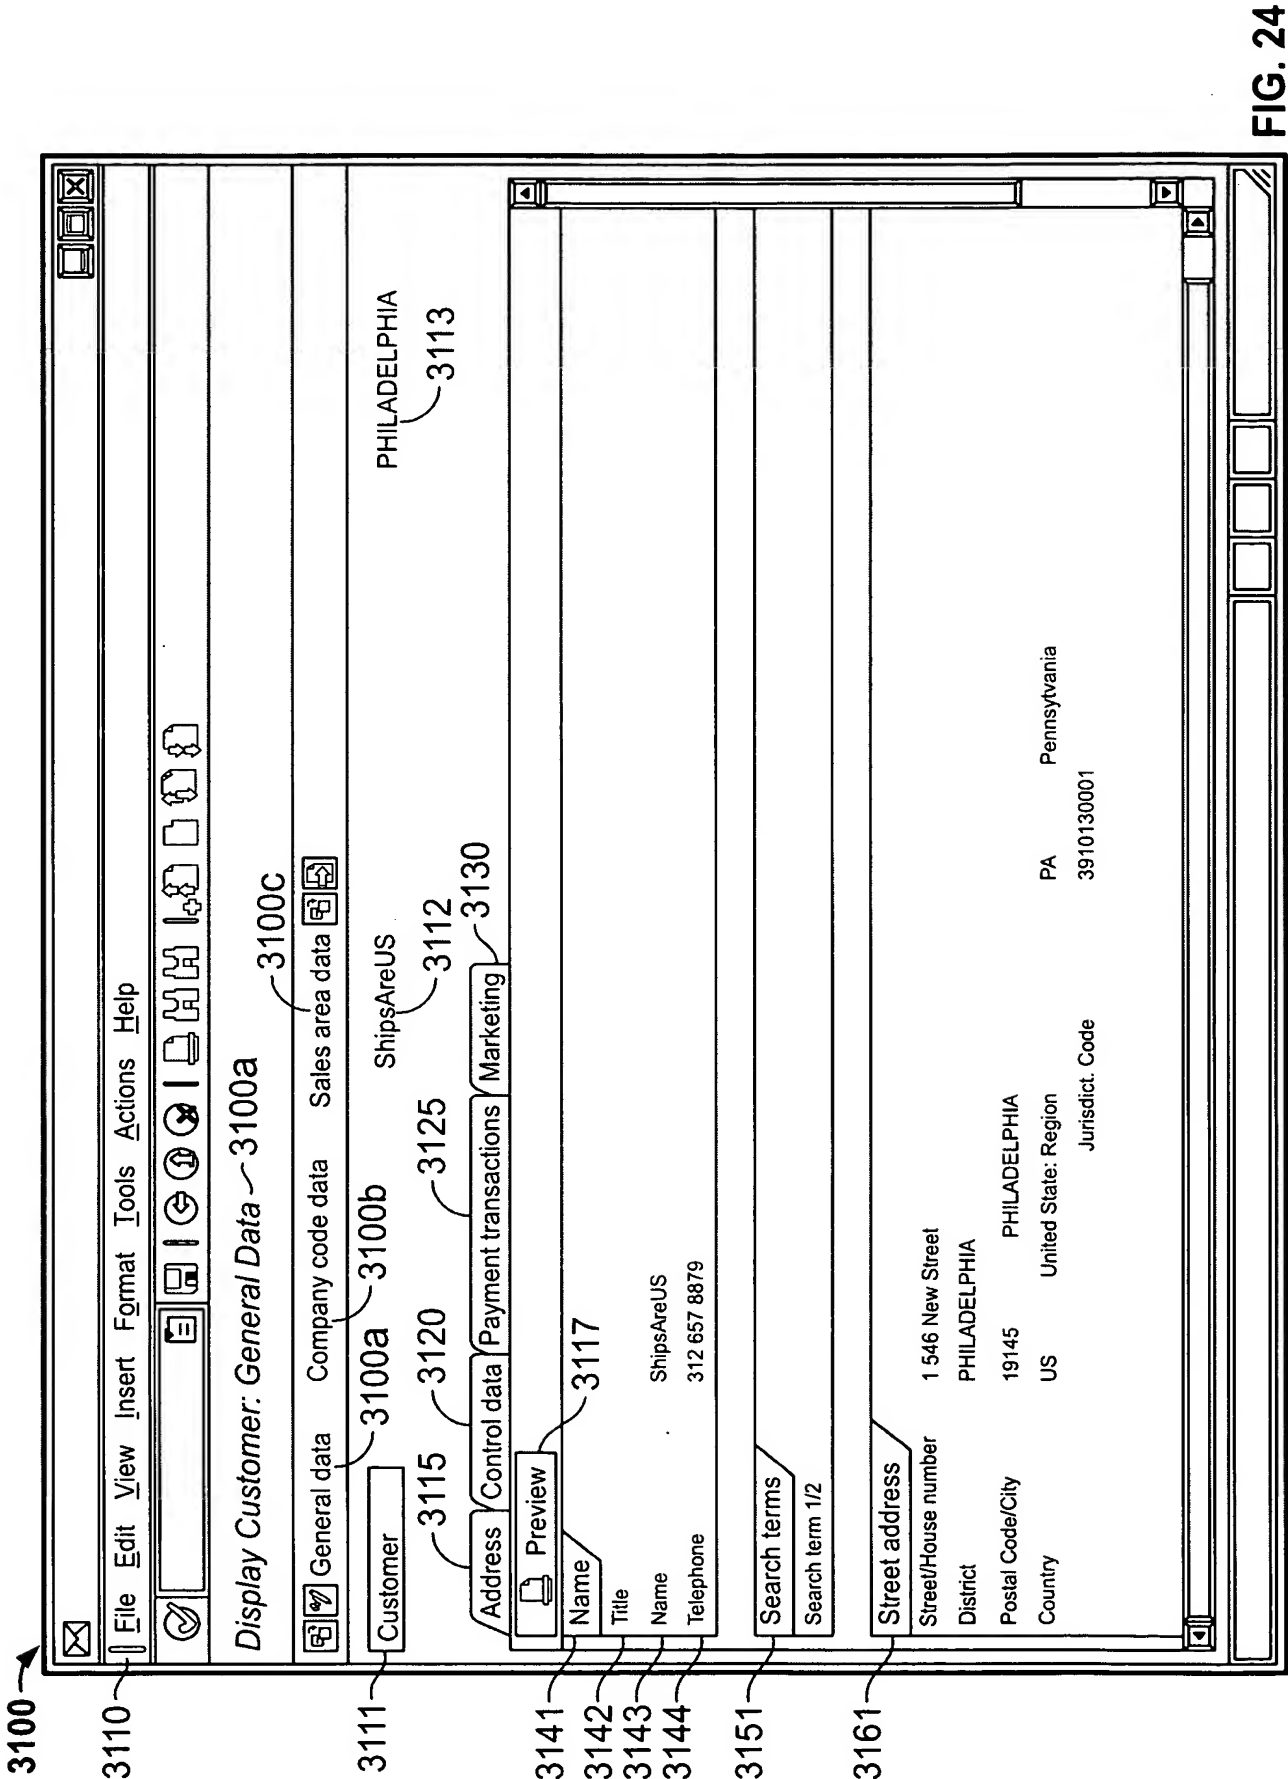 3100
3110 File Edit View Insert Format Tools Actions Help
Display Customer: General Data 3100a
General data Company code data Sales area data 3100c
3100a 3100b
3111 Customer ShipsAreUS PHILADELPHIA
3112 3113
3115 3120 3125 3130
Address Control data Payment transactions Marketing
Preview 3117
3141 Name
3142 Title
3143 Name ShipsAreUS
3144 Telephone 312 657 8879
3151 Search terms
Search term 1/2
3161 Street address
Street/House number 1 546 New Street
District PHILADELPHIA
Postal Code/City 19145 PHILADELPHIA
Country US United State: Region PA Pennsytvania
Jurisdict. Code 3910130001
FIG. 24